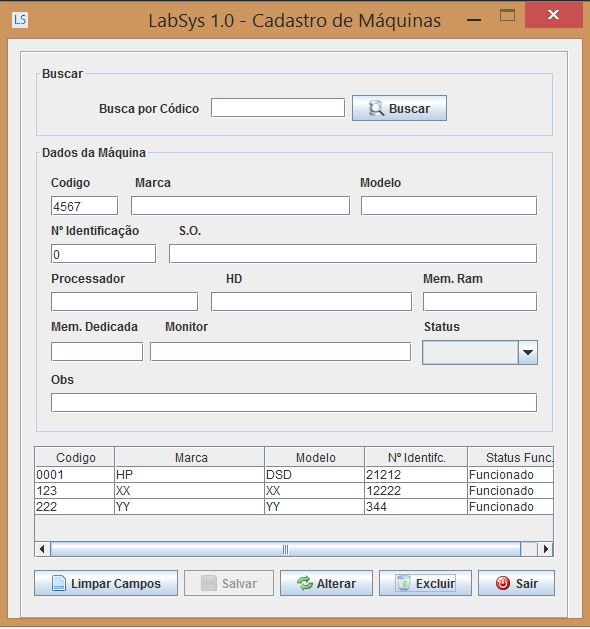 LS LabSys 1.0 - Cadastro de Máquinas
Buscar
Busca por Códico
Buscar
Dados da Máquina
Codigo Marca Modelo
4567
Nº Identificação S.O.
0
Processador HD Mem. Ram
Mem. Dedicada Monitor Status
Obs
Codigo Marca Modelo Nº Identifc. Status Func.
0001 HP DSD 21212 Funcionado
123 XX XX 12222 Funcionado
222 YY YY 344 Funcionado
Limpar Campos Salvar Alterar Excluir Sair